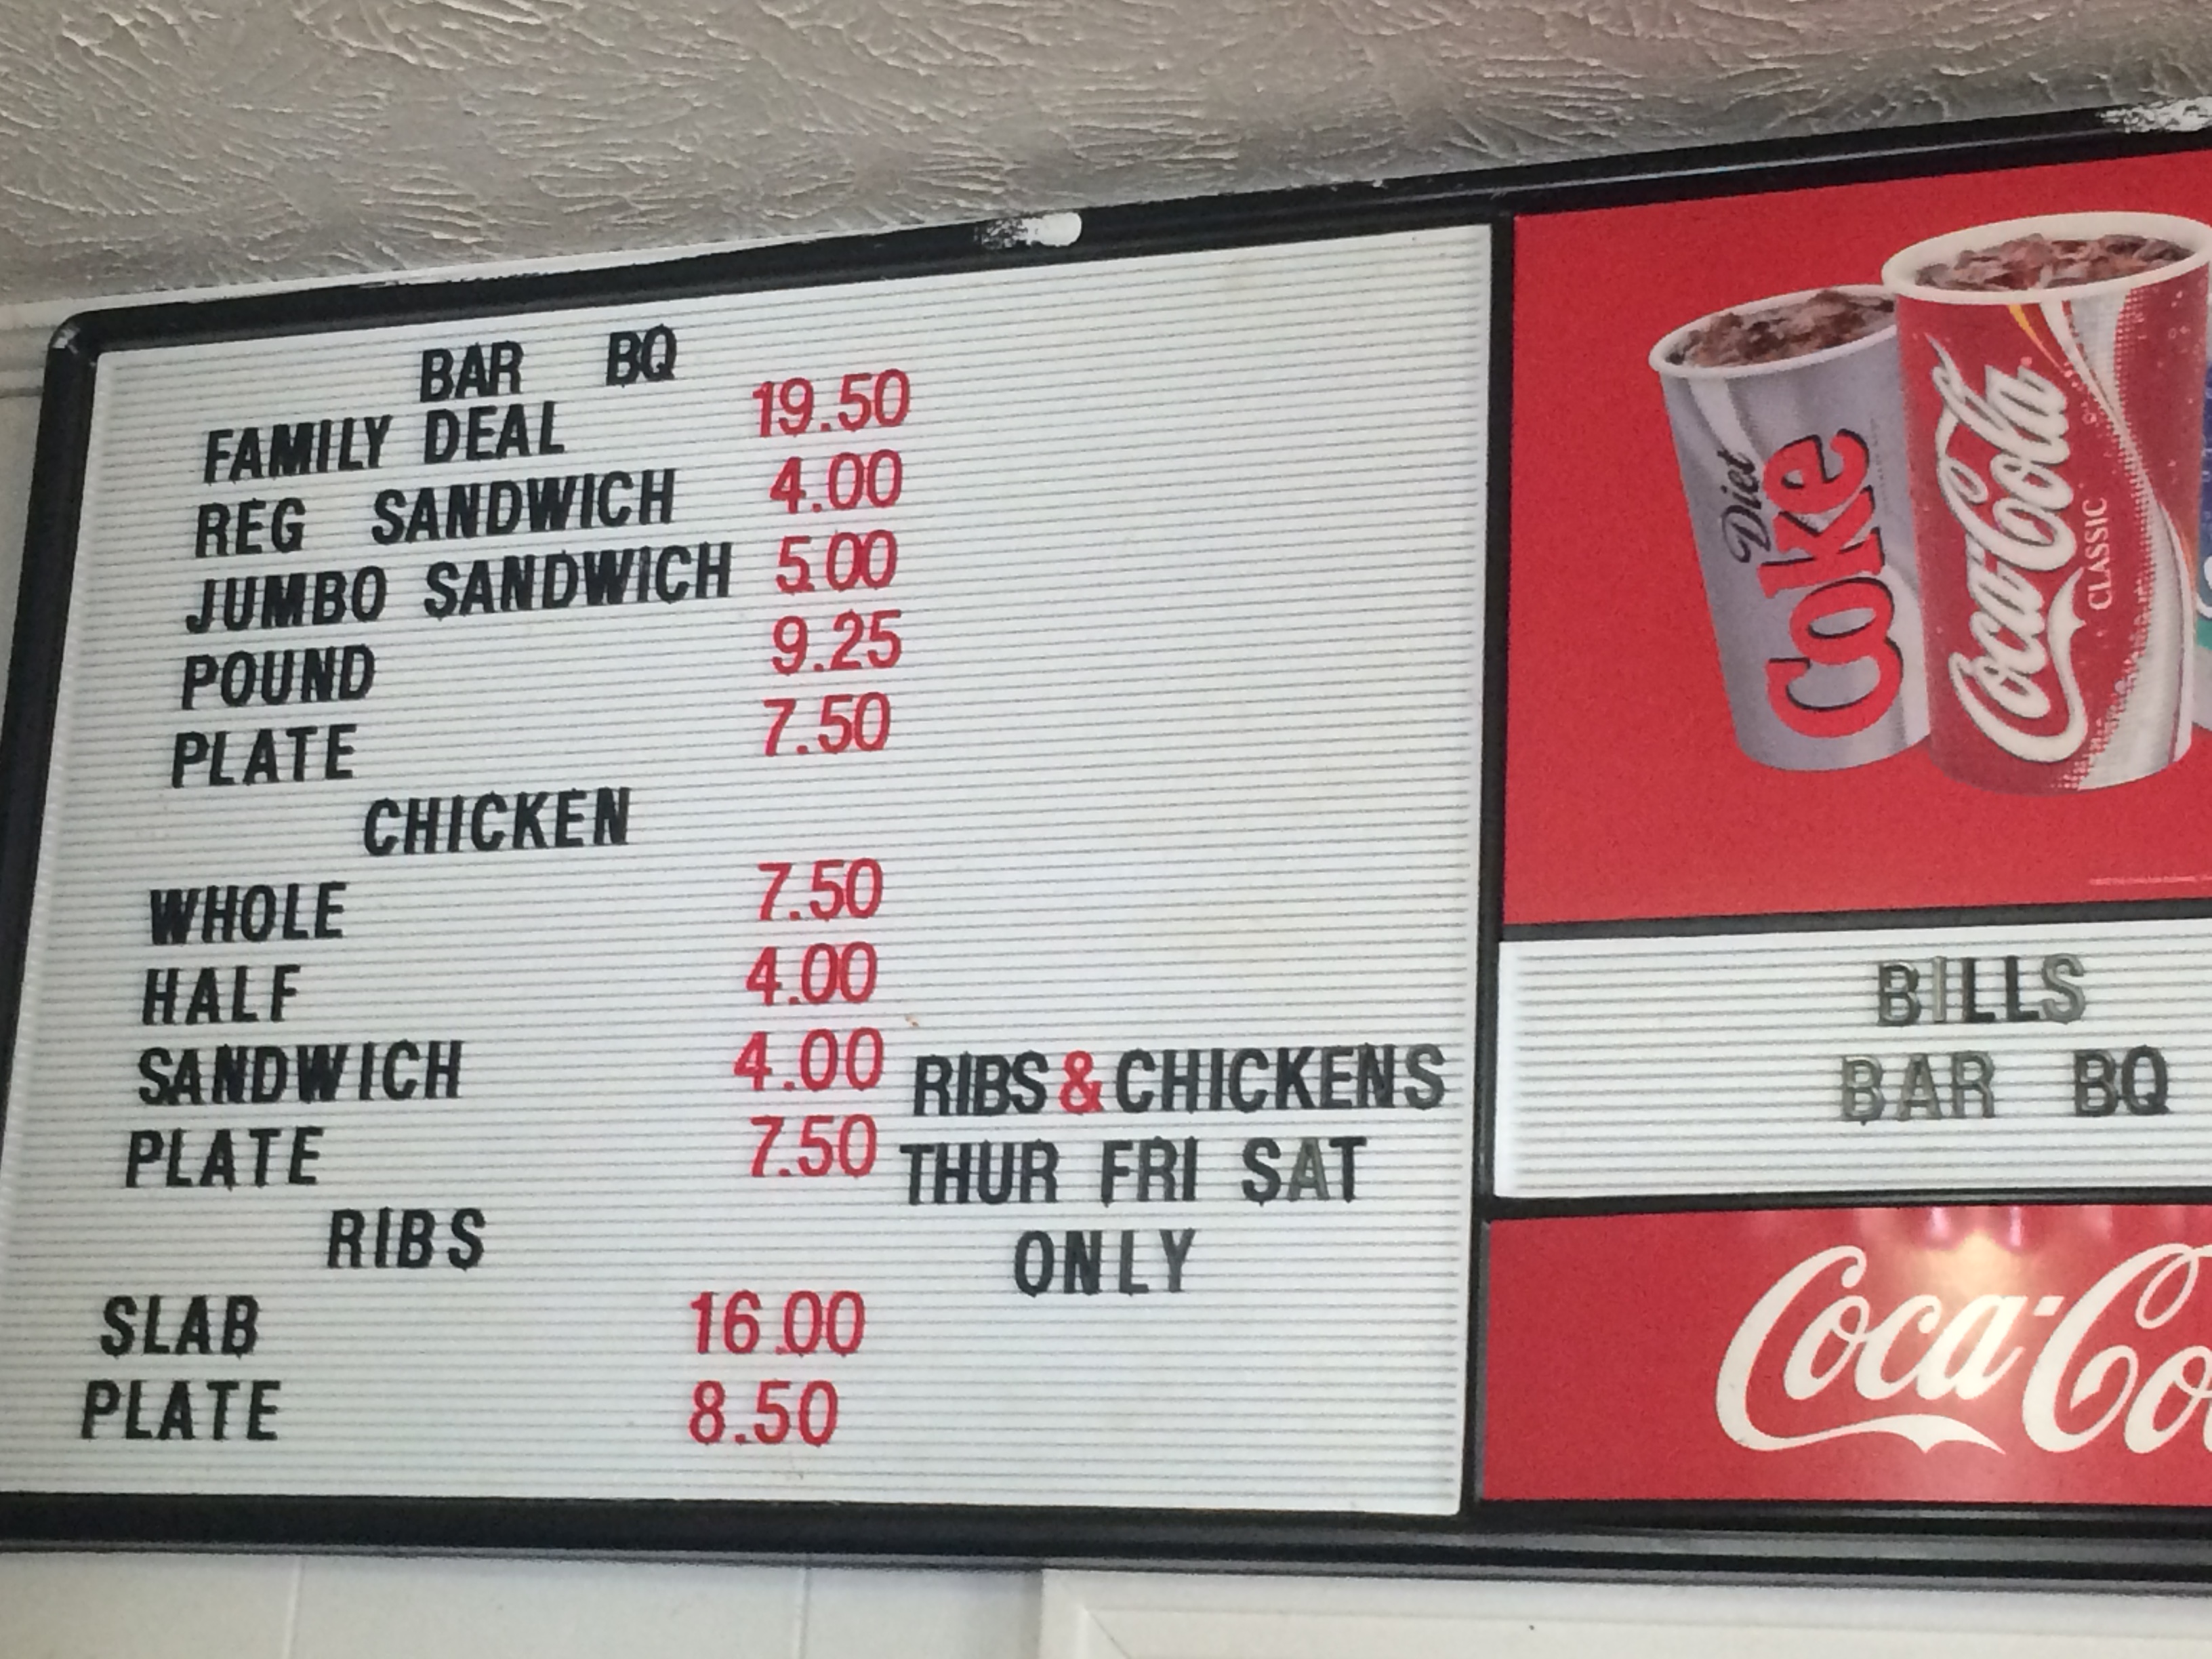 BAR BQ
FAMILY DEAL 19.50
REG SANDWICH 4.00
JUMBO SANDWICH 5.00
POUND 9.25
PLATE 7.50
CHICKEN
WHOLE 7.50
HALF 4.00
SANDWICH 4.00
PLATE 7.50
RIBS
SLAB 16.00
PLATE 8.50
RIBS & CHICKENS
THUR FRI SAT
ONLY
Diet
Coke
Coca-Cola
CLASSIC
BILLS
BAR BQ
Coca-Co